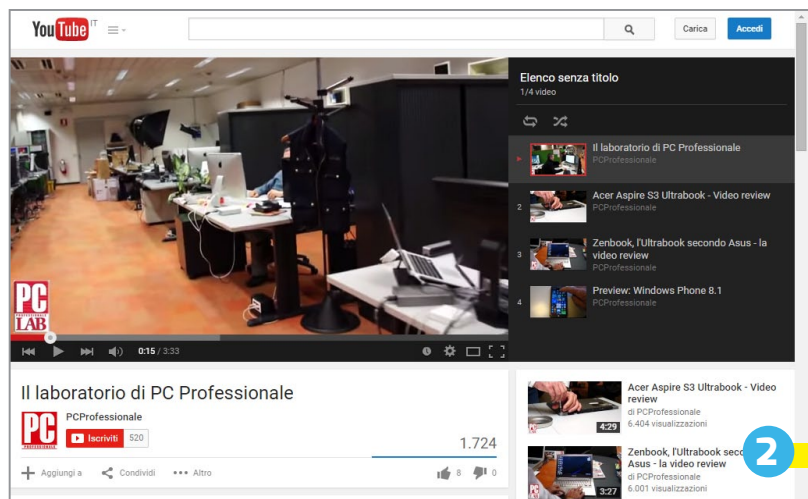 YouTube IT
Carica
Accedi
Elenco senza titolo
1/4 video
Il laboratorio di PC Professionale
PCProfessionale
2
Acer Aspire S3 Ultrabook - Video review
PCProfessionale
3
Zenbook, l'Ultrabook secondo Asus - la
video review
PCProfessionale
4
Preview: Windows Phone 8.1
PCProfessionale
PC
LAB
0:15 / 3:33
Il laboratorio di PC Professionale
PC
PCProfessionale
Iscriviti 520
1.724
Aggiungi a
Condividi
Altro
8
0
Acer Aspire S3 Ultrabook - Video
review
di PCProfessionale
6.404 visualizzazioni
4:29
Zenbook, l'Ultrabook
Asus - la video review
di PCProfessionale
6.001 visualizzazioni
3:27
2